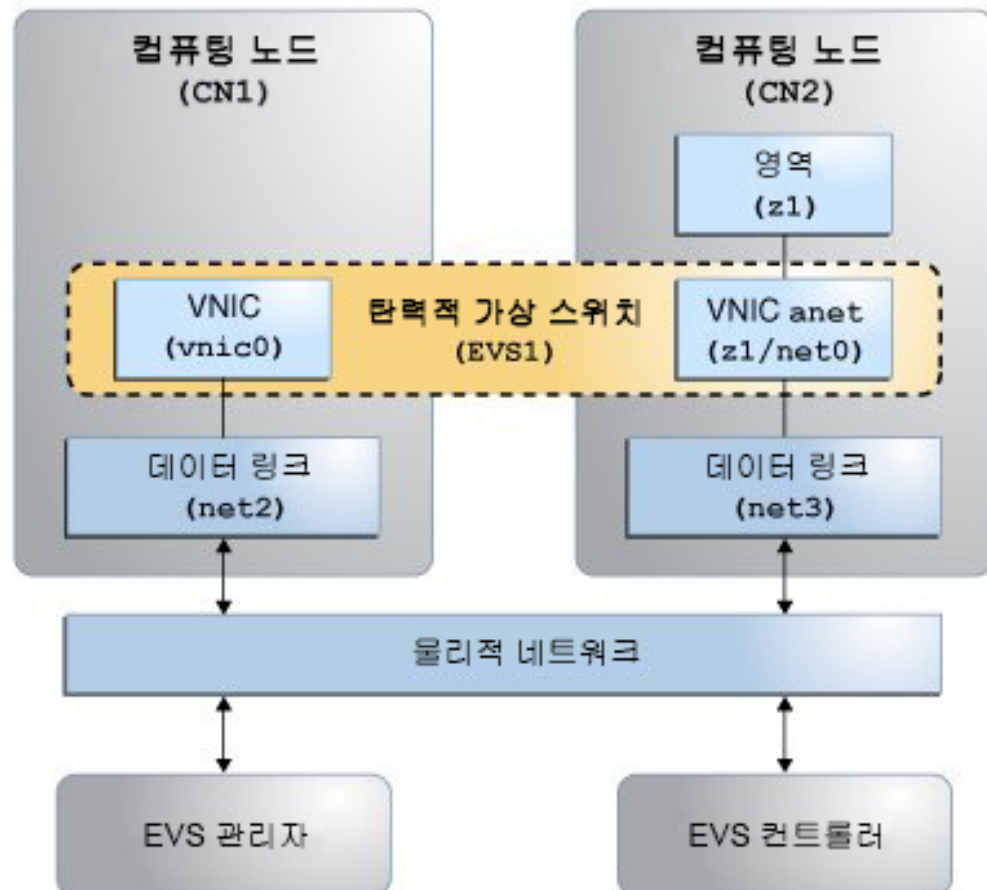 컴퓨팅 노드
(CN1)
컴퓨팅 노드
(CN2)
영역
(z1)
VNIC
(vnic0)
탄력적 가상 스위치
(EVS1)
VNIC anet
(z1/net0)
데이터 링크
(net2)
데이터 링크
(net3)
물리적 네트워크
EVS 관리자
EVS 컨트롤러